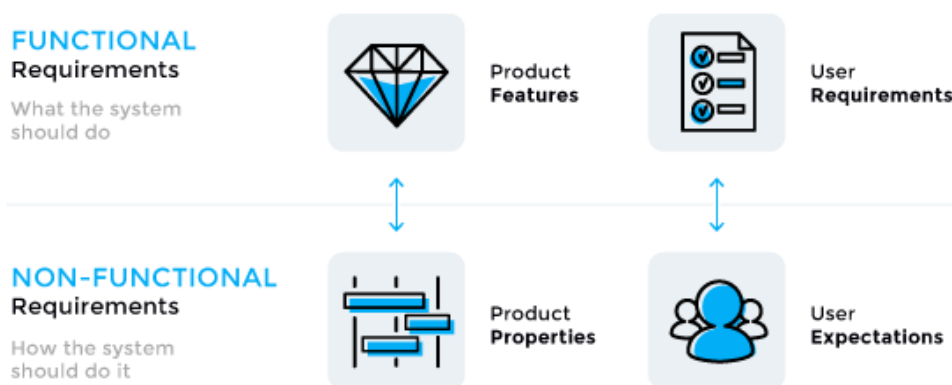 FUNCTIONAL
Requirements
What the system
should do
Product
Features
User
Requirements
NON-FUNCTIONAL
Requirements
How the system
should do it
Product
Properties
User
Expectations